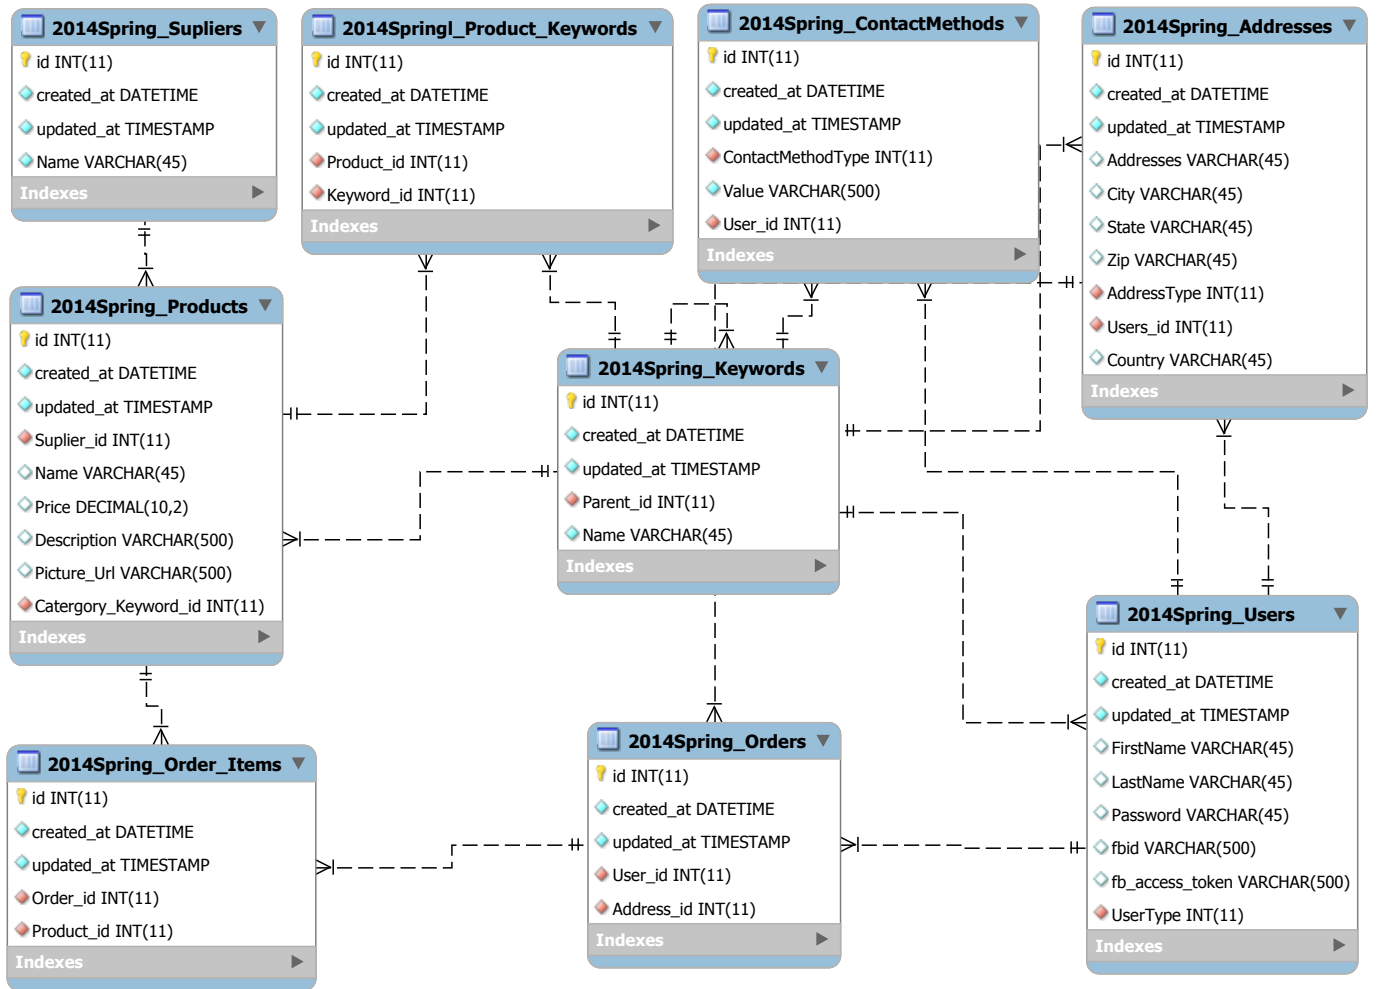 2014Spring_Supliers
id INT(11)
created_at DATETIME
updated_at TIMESTAMP
Name VARCHAR(45)
Indexes
2014Springl_Product_Keywords
id INT(11)
created_at DATETIME
updated_at TIMESTAMP
Product_id INT(11)
Keyword_id INT(11)
Indexes
2014Spring_ContactMethods
id INT(11)
created_at DATETIME
updated_at TIMESTAMP
ContactMethodType INT(11)
Value VARCHAR(500)
User_id INT(11)
Indexes
2014Spring_Addresses
id INT(11)
created_at DATETIME
updated_at TIMESTAMP
Addresses VARCHAR(45)
City VARCHAR(45)
State VARCHAR(45)
Zip VARCHAR(45)
AddressType INT(11)
Users_id INT(11)
Country VARCHAR(45)
Indexes
2014Spring_Products
id INT(11)
created_at DATETIME
updated_at TIMESTAMP
Suplier_id INT(11)
Name VARCHAR(45)
Price DECIMAL(10,2)
Description VARCHAR(500)
Picture_Url VARCHAR(500)
Catergory_Keyword_id INT(11)
Indexes
2014Spring_Keywords
id INT(11)
created_at DATETIME
updated_at TIMESTAMP
Parent_id INT(11)
Name VARCHAR(45)
Indexes
2014Spring_Users
id INT(11)
created_at DATETIME
updated_at TIMESTAMP
FirstName VARCHAR(45)
LastName VARCHAR(45)
Password VARCHAR(45)
fbid VARCHAR(500)
fb_access_token VARCHAR(500)
UserType INT(11)
Indexes
2014Spring_Order_Items
id INT(11)
created_at DATETIME
updated_at TIMESTAMP
Order_id INT(11)
Product_id INT(11)
Indexes
2014Spring_Orders
id INT(11)
created_at DATETIME
updated_at TIMESTAMP
User_id INT(11)
Address_id INT(11)
Indexes